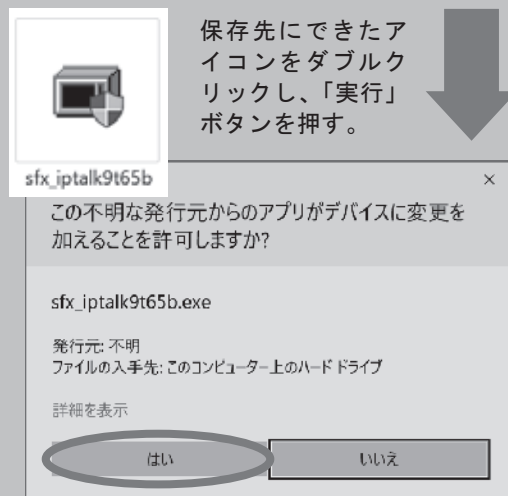 保存先にできたア
イコンをダブルク
リックし、「実行」
ボタンを押す。
sfx_iptalk9t65b
×
この不明な発行元からのアプリがデバイスに変更を
加えることを許可しますか?
sfx_iptalk9t65b.exe
発行元: 不明
ファイルの入手先: このコンピューター上のハード ドライブ
詳細を表示
はい
いいえ